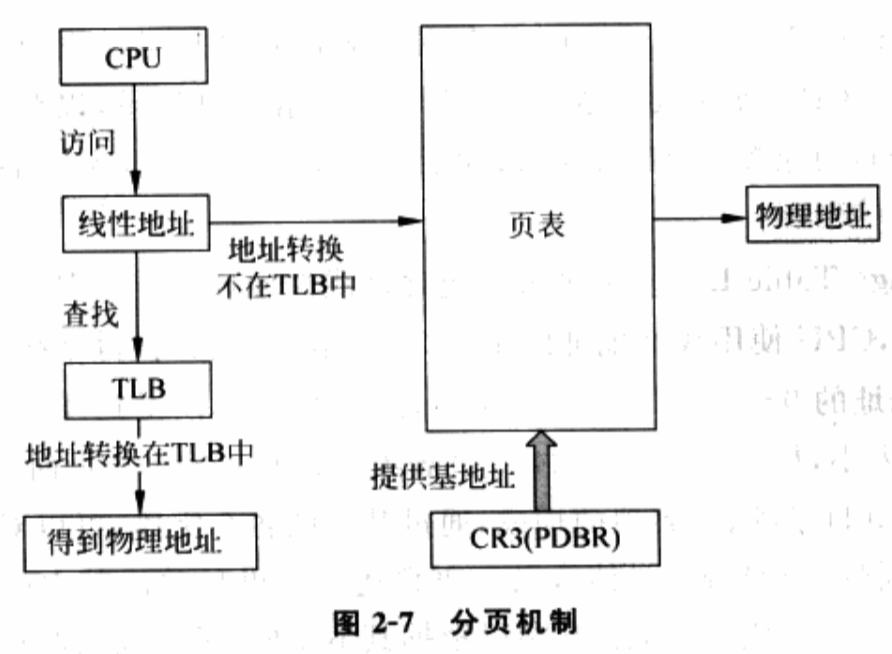 CPU
访问
线性地址
地址转换
不在TLB中
页表
物理地址
查找
TLB
地址转换在TLB中
提供基地址
得到物理地址
CR3(PDBR)
图 2-7 分页机制